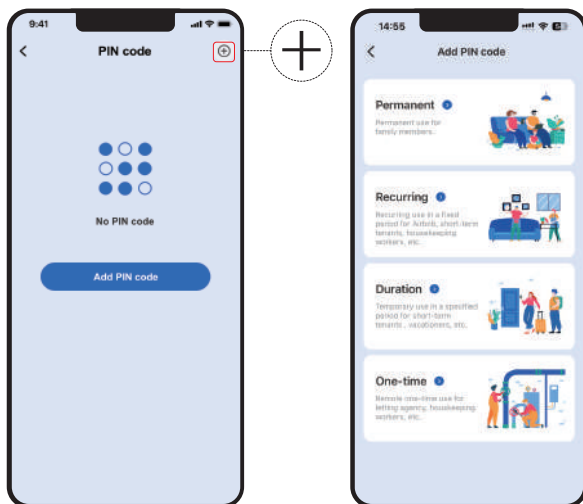 9:41
PIN code
No PIN code
Add PIN code
14:55
Add PIN code
Permanent
Permanent use for
family members.
Recurring
Recurring use in a fixed
period for Airbnb, short-term
tenants, housekeeping
workers, etc.
Duration
Temporary use in a specified
period for short-term
tenants , vacationers, etc.
One-time
Remote one-time use for
letting agency, housekeeping
workers, etc.